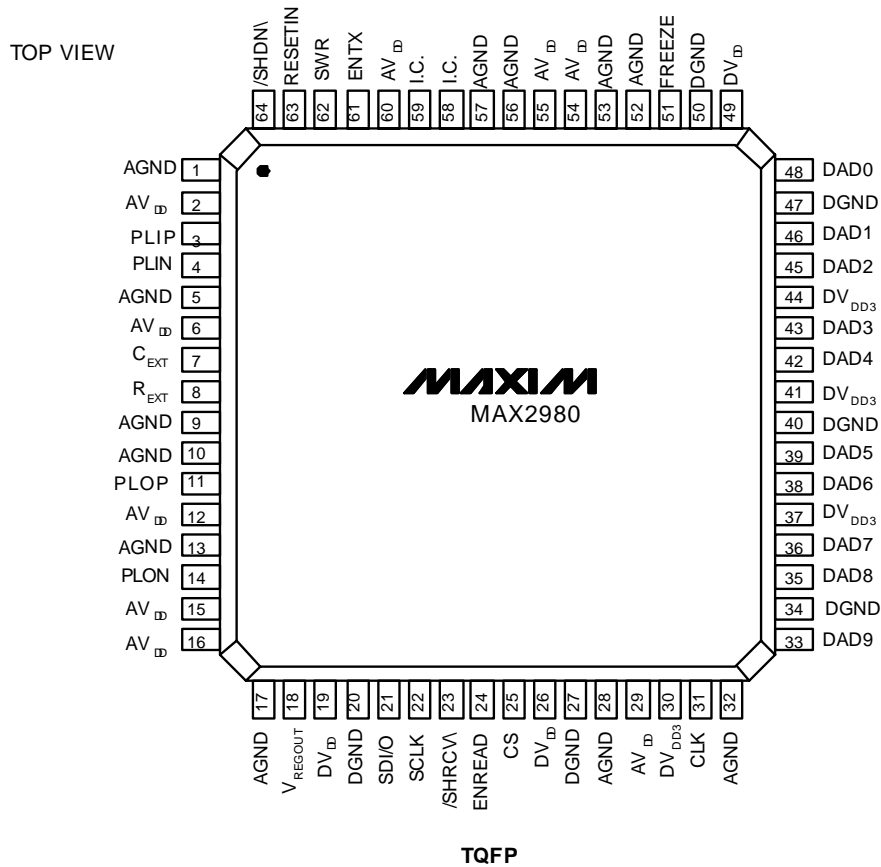 TOP VIEW
/SHDN\
RESETIN
SWR
ENTX
AVDD
I.C.
I.C.
AGND
AGND
AVDD
AVDD
AGND
AGND
FREEZE
DGND
DVDD
64 63 62 61 60 59 58 57 56 55 54 53 52 51 50 49
AGND 1
AVDD 2
PLIP 3
PLIN 4
AGND 5
AVDD 6
CEXT 7
REXT 8
AGND 9
AGND 10
PLOP 11
AVDD 12
AGND 13
PLON 14
AVDD 15
AVDD 16
MAXIM
MAX2980
48 DAD0
47 DGND
46 DAD1
45 DAD2
44 DVDD3
43 DAD3
42 DAD4
41 DVDD3
40 DGND
39 DAD5
38 DAD6
37 DVDD3
36 DAD7
35 DAD8
34 DGND
33 DAD9
17 18 19 20 21 22 23 24 25 26 27 28 29 30 31 32
AGND
VREGOUT
DVDD
DGND
SDI/O
SCLK
/SHRCV\
ENREAD
CS
DVDD
DGND
AGND
AVDD
DVDD3
CLK
AGND
TQFP